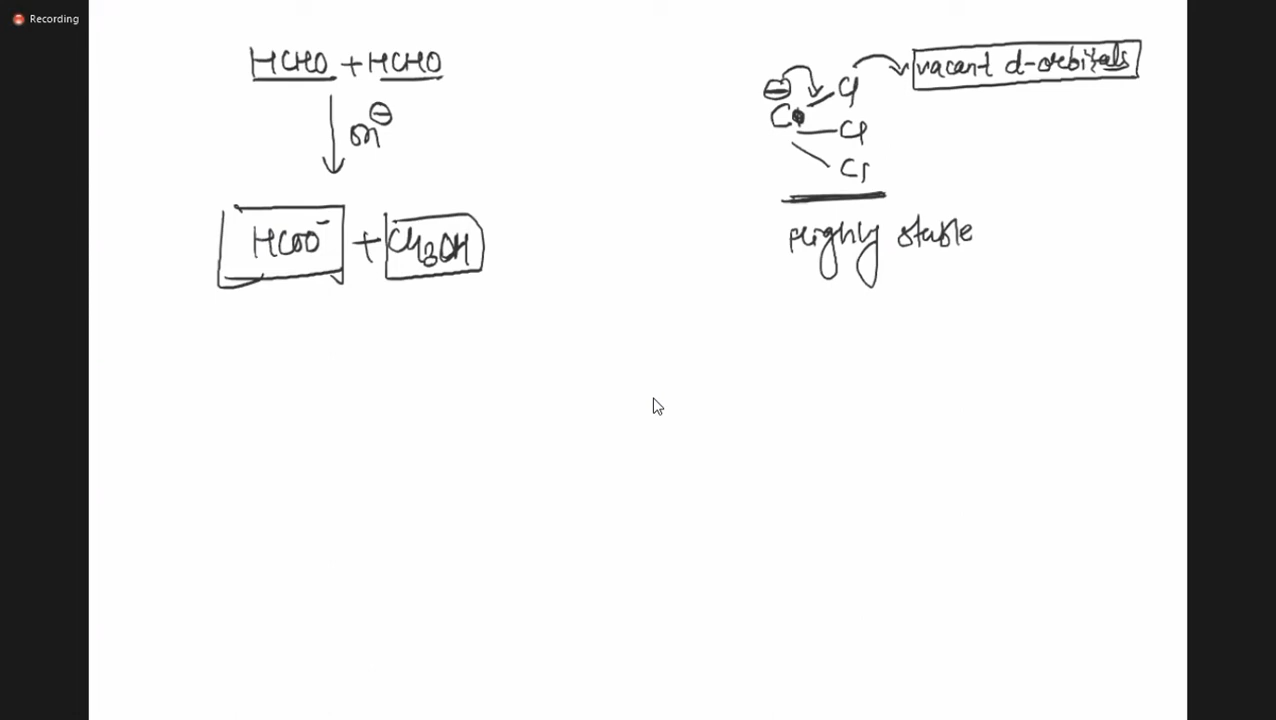 Recording
HCHO + HCHO
OH⊖
HCOO⁻ + CH3OH
vacant d-orbitals
⊖ Cl
C Cl
Cl
Highly stable